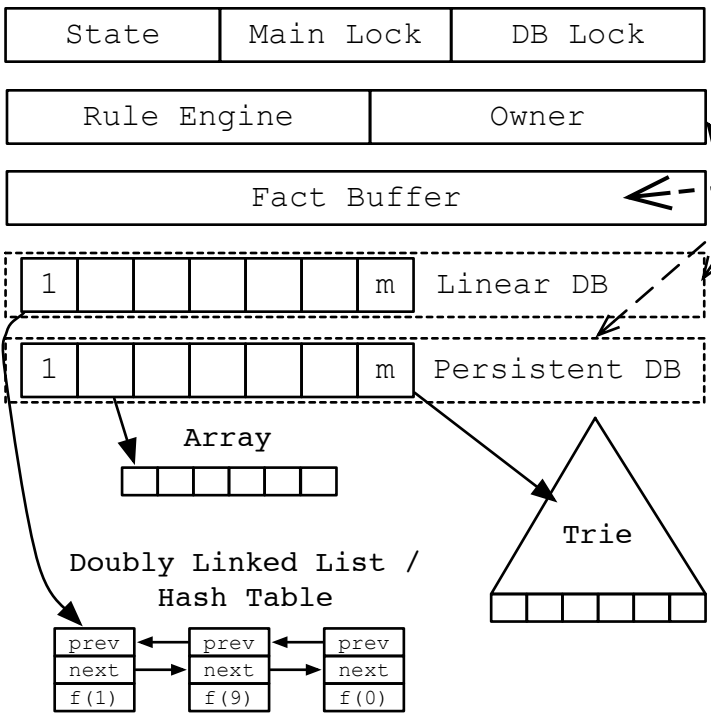 State Main Lock DB Lock
Rule Engine Owner
Fact Buffer
1 m Linear DB
1 m Persistent DB
Array
Trie
Doubly Linked List /
Hash Table
prev prev prev
next next next
f(1) f(9) f(0)